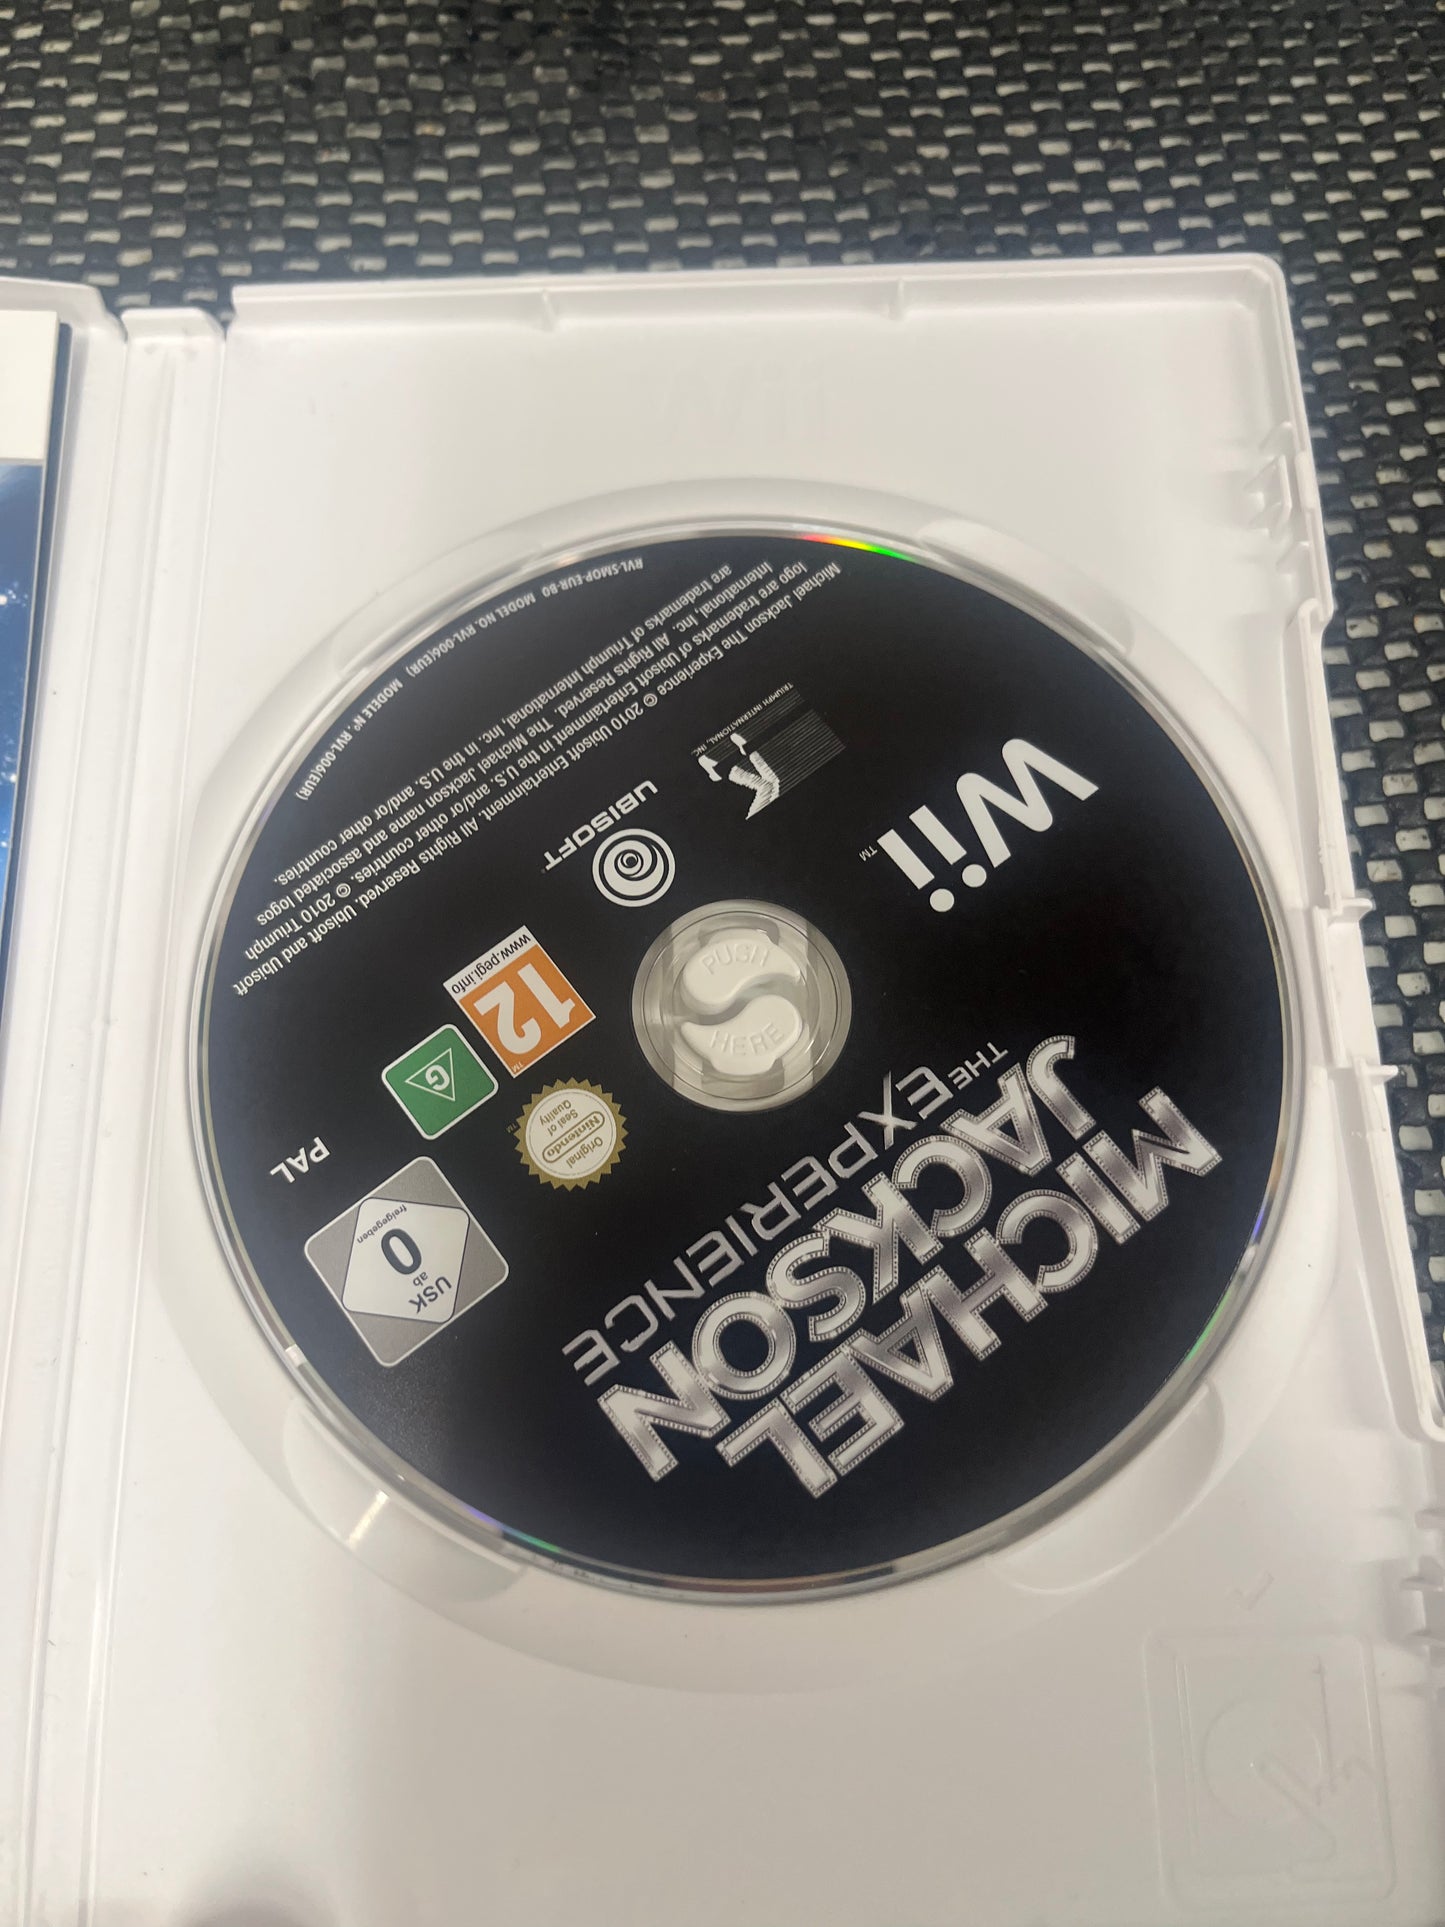 MICHAEL
JACKSON
THE EXPERIENCE
Wii™
PUSH
HERE
TRIUMPH INTERNATIONAL, INC.
UBISOFT
12
www.pegi.info
G
Original
Nintendo
Seal of
Quality
PAL
USK
ab
0
freigegeben
Michael Jackson The Experience © 2010 Ubisoft Entertainment. All Rights Reserved. Ubisoft and Ubisoft
logo are trademarks of Ubisoft Entertainment in the U.S. and/or other countries. © 2010 Triumph
International, Inc. All Rights Reserved. The Michael Jackson name and associated logos
are trademarks of Triumph International, Inc. in the U.S. and/or other countries.
RVL-SMOP-EUR-B0 MODEL NO. RVL-006(EUR) MODELE N°. RVL-006(EUR)